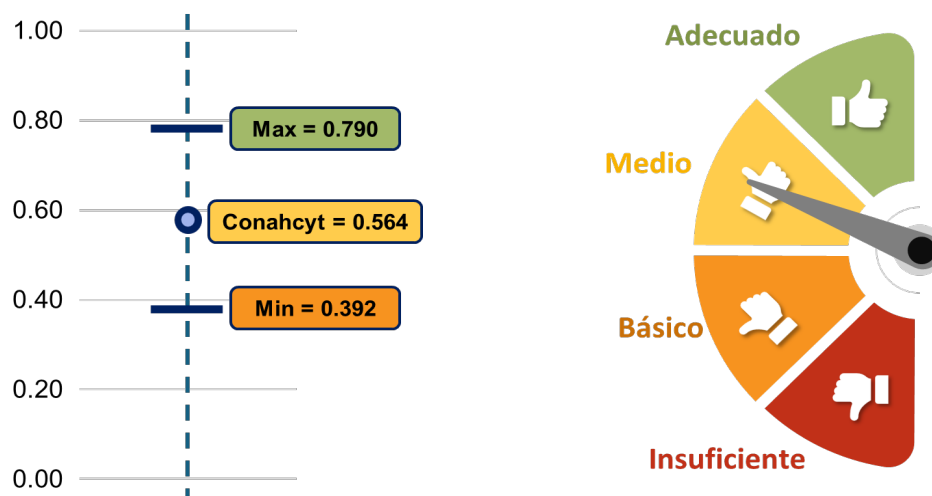 1.00
0.80
0.60
0.40
0.20
0.00
Max = 0.790
Conahcyt = 0.564
Min = 0.392
Adecuado
Medio
Básico
Insuficiente